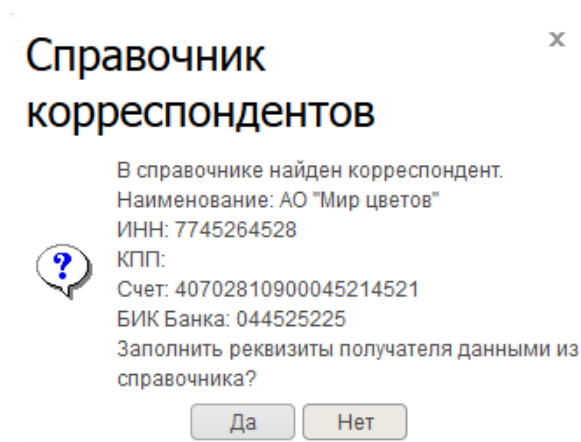 Справочник
x
корреспондентов
В справочнике найден корреспондент.
Наименование: АО "Мир цветов"
ИНН: 7745264528
КПП:
Счет: 40702810900045214521
БИК Банка: 044525225
Заполнить реквизиты получателя данными из
справочника?
?
Да
Нет